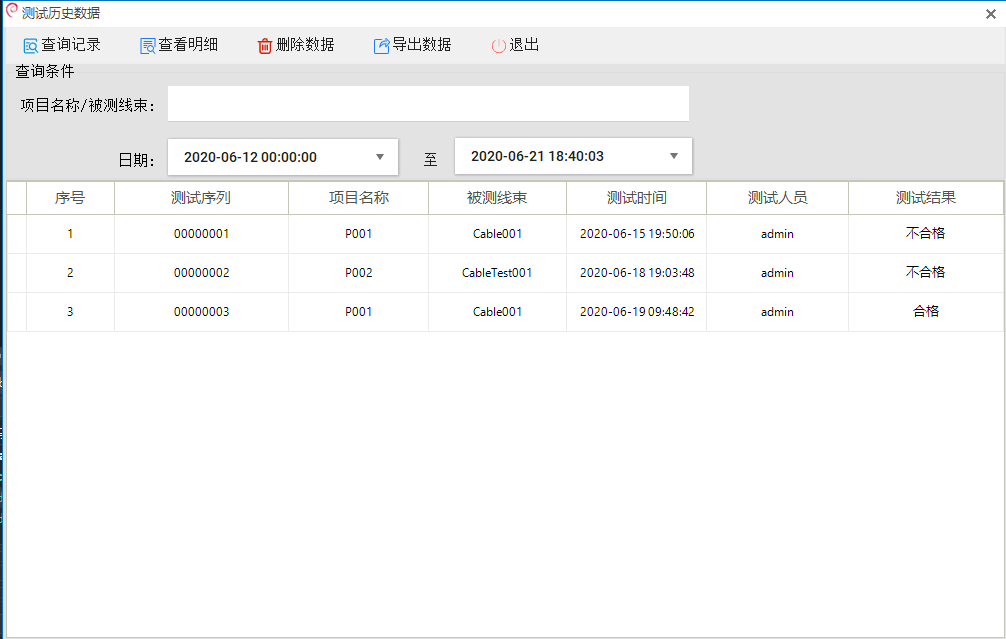 测试历史数据
查询记录 查看明细 删除数据 导出数据 退出
查询条件
项目名称/被测线束：
日期： 2020-06-12 00:00:00 至 2020-06-21 18:40:03
序号 测试序列 项目名称 被测线束 测试时间 测试人员 测试结果
1 00000001 P001 Cable001 2020-06-15 19:50:06 admin 不合格
2 00000002 P002 CableTest001 2020-06-18 19:03:48 admin 不合格
3 00000003 P001 Cable001 2020-06-19 09:48:42 admin 合格